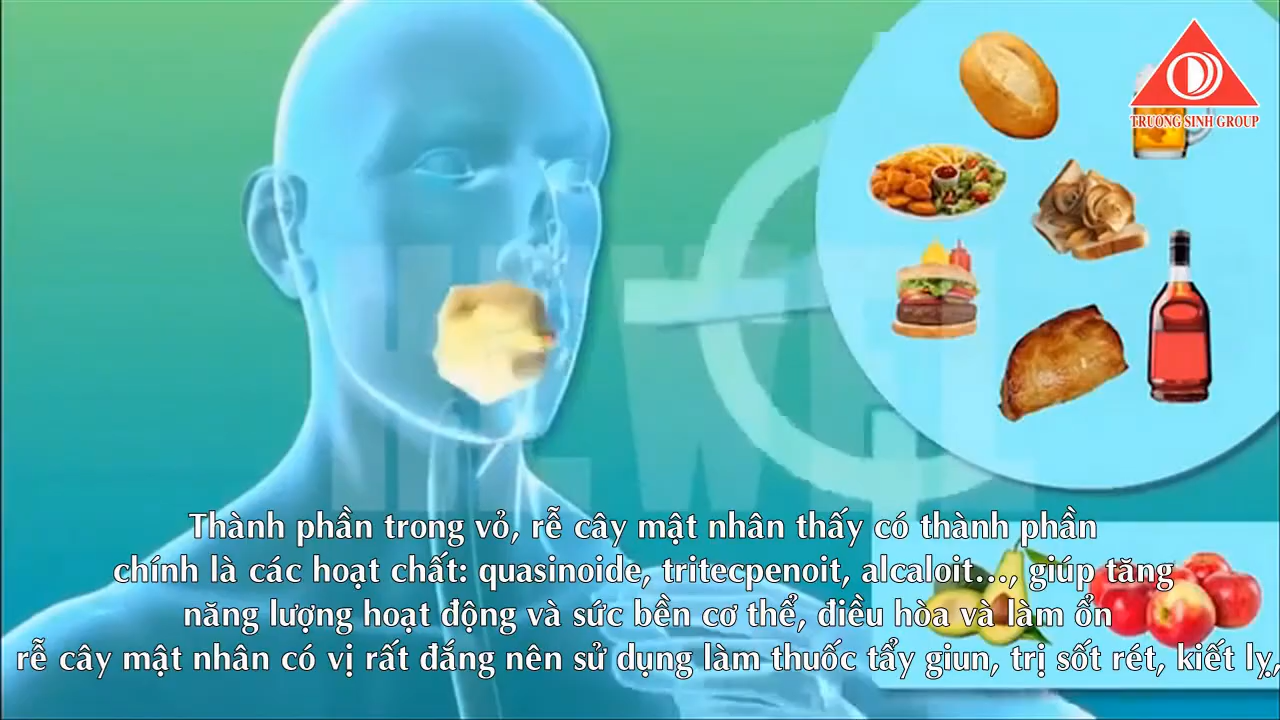 TRUONG SINH GROUP
Thành phần trong vỏ, rễ cây mật nhân thấy có thành phần
chính là các hoạt chất: quasinoide, tritecpenoit, alcaloit..., giúp tăng
năng lượng hoạt động và sức bền cơ thể, điều hòa và làm ổn
rễ cây mật nhân có vị rất đắng nên sử dụng làm thuốc tẩy giun, trị sốt rét, kiết lỵ,